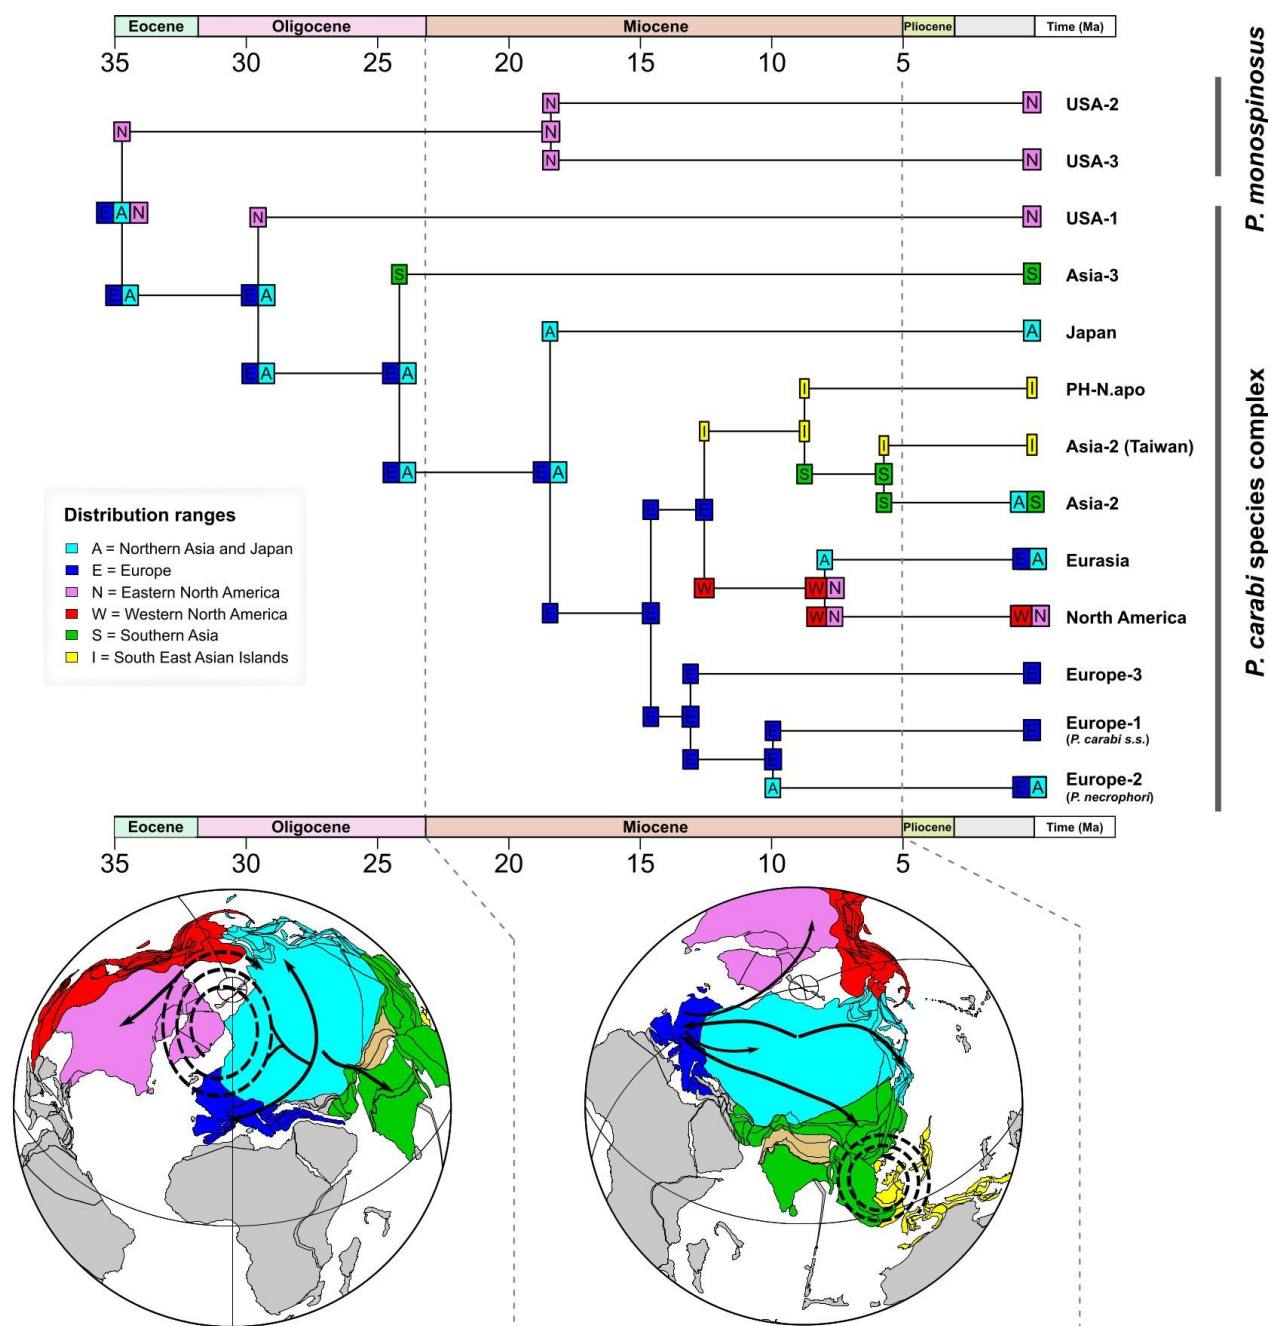 Eocene Oligocene Miocene Pliocene Time (Ma)
35 30 25 20 15 10 5
N N USA-2
N N
N N USA-3
E A N
N N USA-1
S S Asia-3
E A E A
A A Japan
E A E A
I I PH-N.apo
I I
I I Asia-2 (Taiwan)
E A E A S S
S A S Asia-2
E E
A E A Eurasia
W W N
E E W N W N North America
E E Europe-3
E E
E E Europe-1
(P. carabi s.s.)
E E
A E A Europe-2
(P. necrophori)
P. monospinosus
P. carabi species complex
Distribution ranges
A = Northern Asia and Japan
E = Europe
N = Eastern North America
W = Western North America
S = Southern Asia
I = South East Asian Islands
Eocene Oligocene Miocene Pliocene Time (Ma)
35 30 25 20 15 10 5